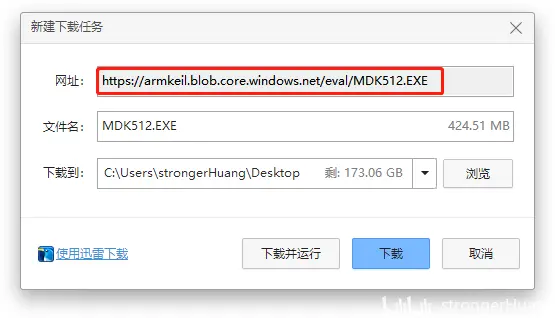 新建下载任务
网址： https://armkeil.blob.core.windows.net/eval/MDK512.EXE
文件名： MDK512.EXE 424.51 MB
下载到： C:\Users\strongerHuang\Desktop 剩: 173.06 GB 浏览
使用迅雷下载 下载并运行 下载 取消
strongerHuang